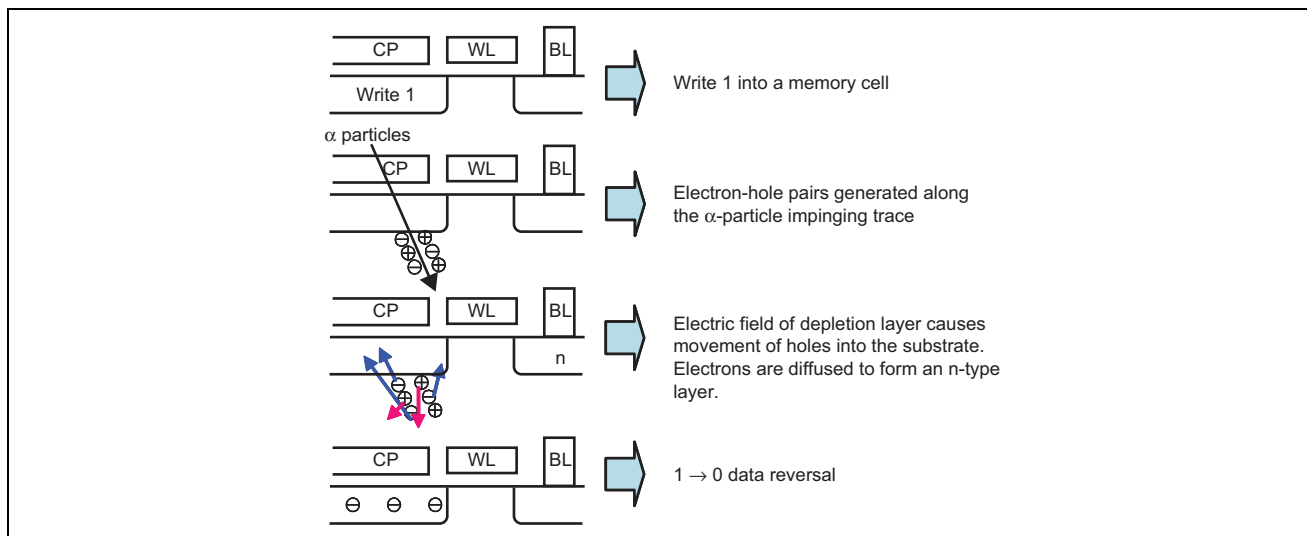 CP WL BL
Write 1
Write 1 into a memory cell
α particles
CP WL BL
Electron-hole pairs generated along
the α-particle impinging trace
⊖ ⊕
⊕ ⊖
⊖ ⊕
CP WL BL
n
Electric field of depletion layer causes
movement of holes into the substrate.
Electrons are diffused to form an n-type
layer.
⊖ ⊕
⊕ ⊖
⊖ ⊕
CP WL BL
1 → 0 data reversal
⊖ ⊖ ⊖